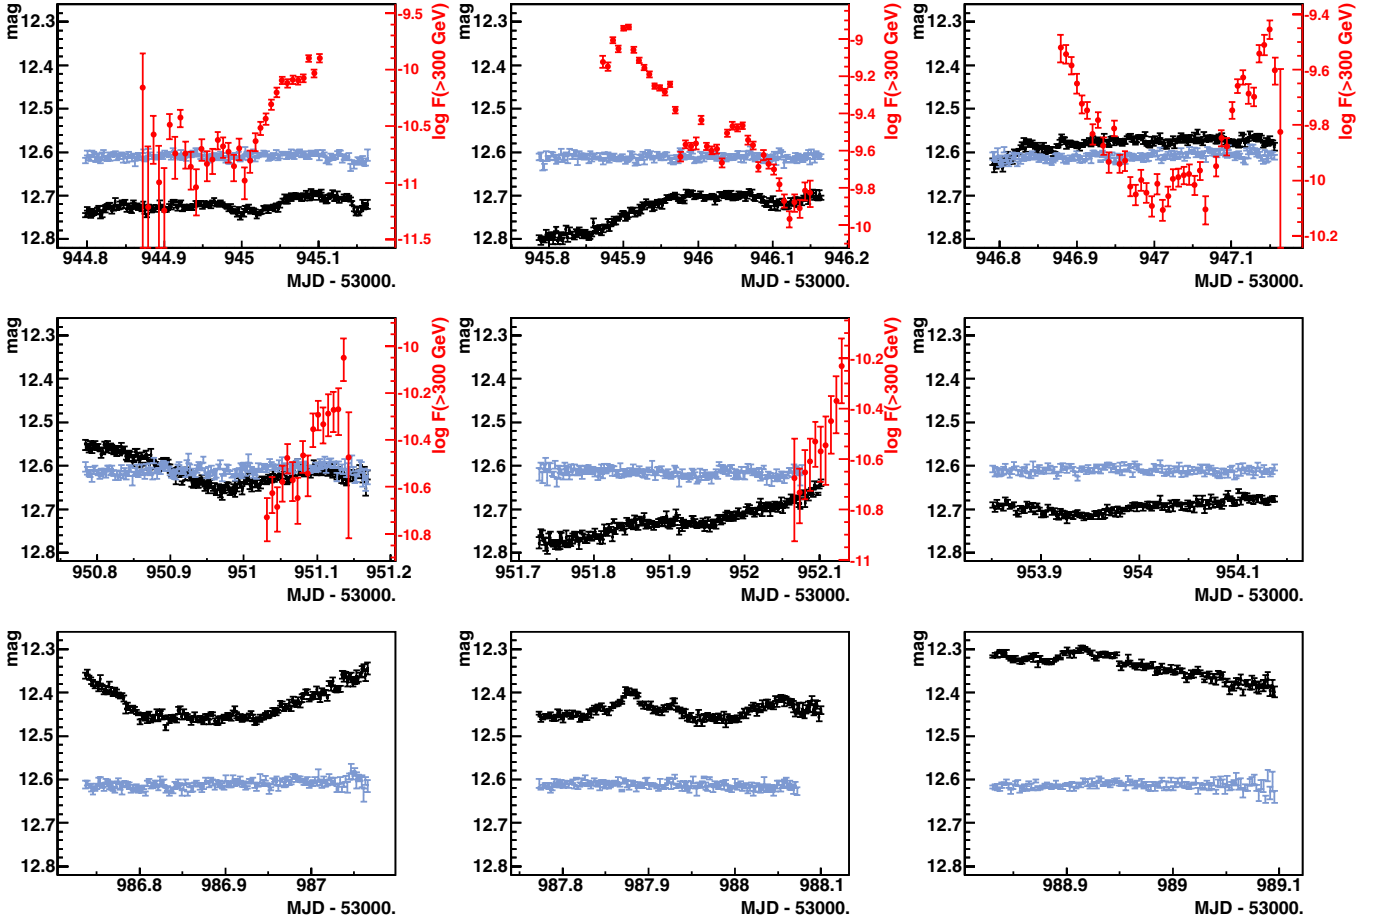 mag
12.3
12.4
12.5
12.6
12.7
12.8
944.8 944.9 945 945.1
MJD - 53000.
-9.5
-10
-10.5
-11
-11.5
log F(>300 GeV)
mag
12.3
12.4
12.5
12.6
12.7
12.8
945.8 945.9 946 946.1 946.2
MJD - 53000.
-9
-9.2
-9.4
-9.6
-9.8
-10
log F(>300 GeV)
mag
12.3
12.4
12.5
12.6
12.7
12.8
946.8 946.9 947 947.1
MJD - 53000.
-9.4
-9.6
-9.8
-10
-10.2
log F(>300 GeV)
mag
12.3
12.4
12.5
12.6
12.7
12.8
950.8 950.9 951 951.1 951.2
MJD - 53000.
-10
-10.2
-10.4
-10.6
-10.8
log F(>300 GeV)
mag
12.3
12.4
12.5
12.6
12.7
12.8
951.7 951.8 951.9 952 952.1
MJD - 53000.
-10.2
-10.4
-10.6
-10.8
-11
log F(>300 GeV)
mag
12.3
12.4
12.5
12.6
12.7
12.8
953.9 954 954.1
MJD - 53000.
mag
12.3
12.4
12.5
12.6
12.7
12.8
986.8 986.9 987
MJD - 53000.
mag
12.3
12.4
12.5
12.6
12.7
12.8
987.8 987.9 988 988.1
MJD - 53000.
mag
12.3
12.4
12.5
12.6
12.7
12.8
988.9 989 989.1
MJD - 53000.